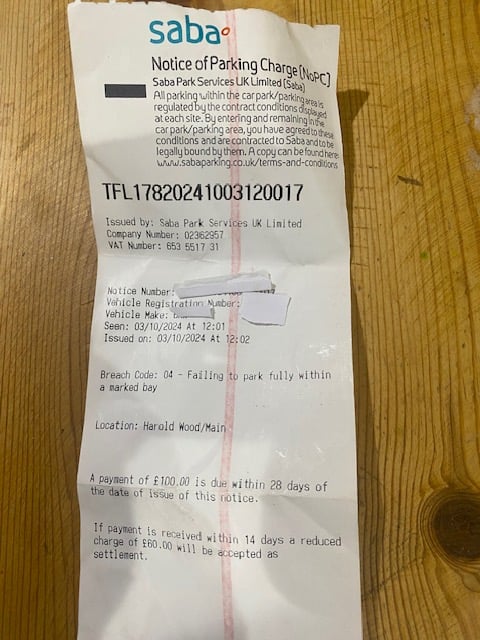 saba
Notice of Parking Charge (NoPC)
Saba Park Services UK Limited (Saba)
All parking within the car park/parking area is
regulated by the contract conditions displayed
at each site. By entering and remaining in the
car park/parking area, you have agreed to these
conditions and are contracted to Saba and to be
legally bound by them. A copy can be found here:
www.sabaparking.co.uk/terms-and-conditions
TFL17820241003120017
Issued by: Saba Park Services UK Limited
Company Number: 02362957
VAT Number: 653 5517 31
Notice Number:
Vehicle Registration Number:
Vehicle Make:
Seen: 03/10/2024 At 12:01
Issued on: 03/10/2024 At 12:02
Breach Code: 04 - Failing to park fully within
a marked bay
Location: Harold Wood/Main
A payment of £100.00 is due within 28 days of
the date of issue of this notice.
If payment is received within 14 days a reduced
charge of £60.00 will be accepted as
settlement.